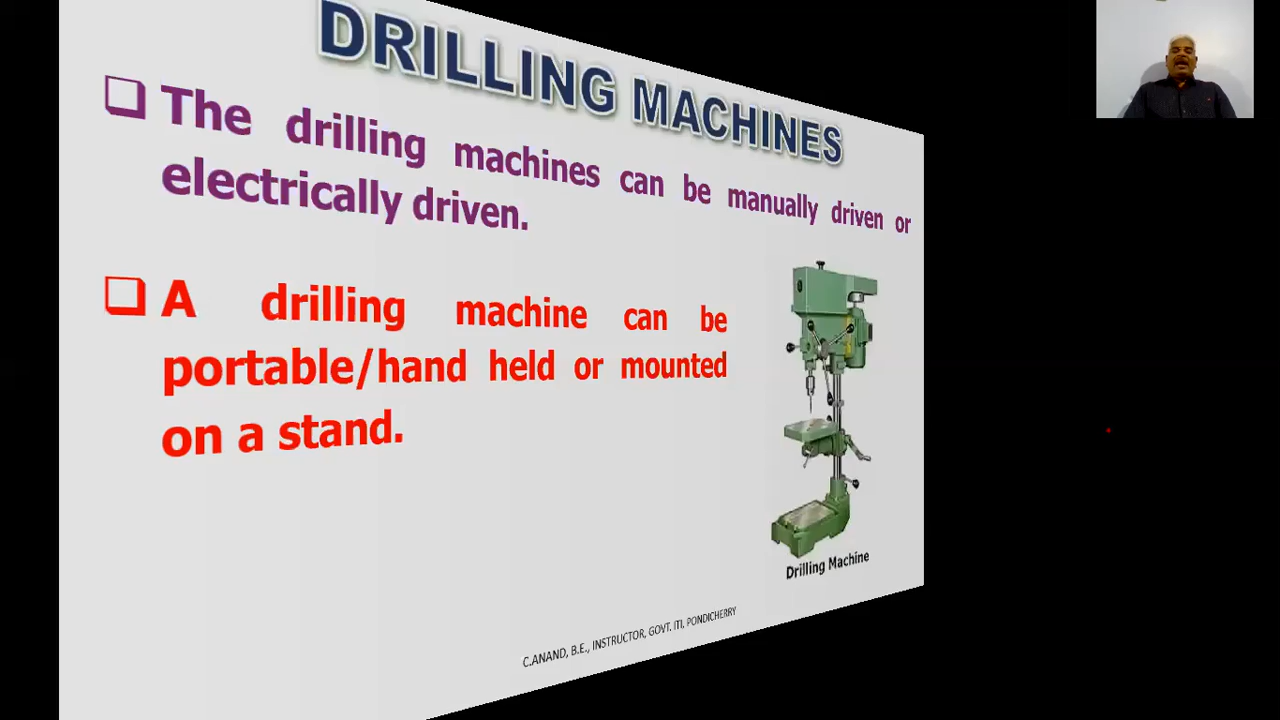 DRILLING MACHINES
The drilling machines can be manually driven or
electrically driven.
A drilling machine can be
portable/hand held or mounted
on a stand.
Drilling Machine
C.ANAND, B.E., INSTRUCTOR, GOVT. ITI, PONDICHERRY